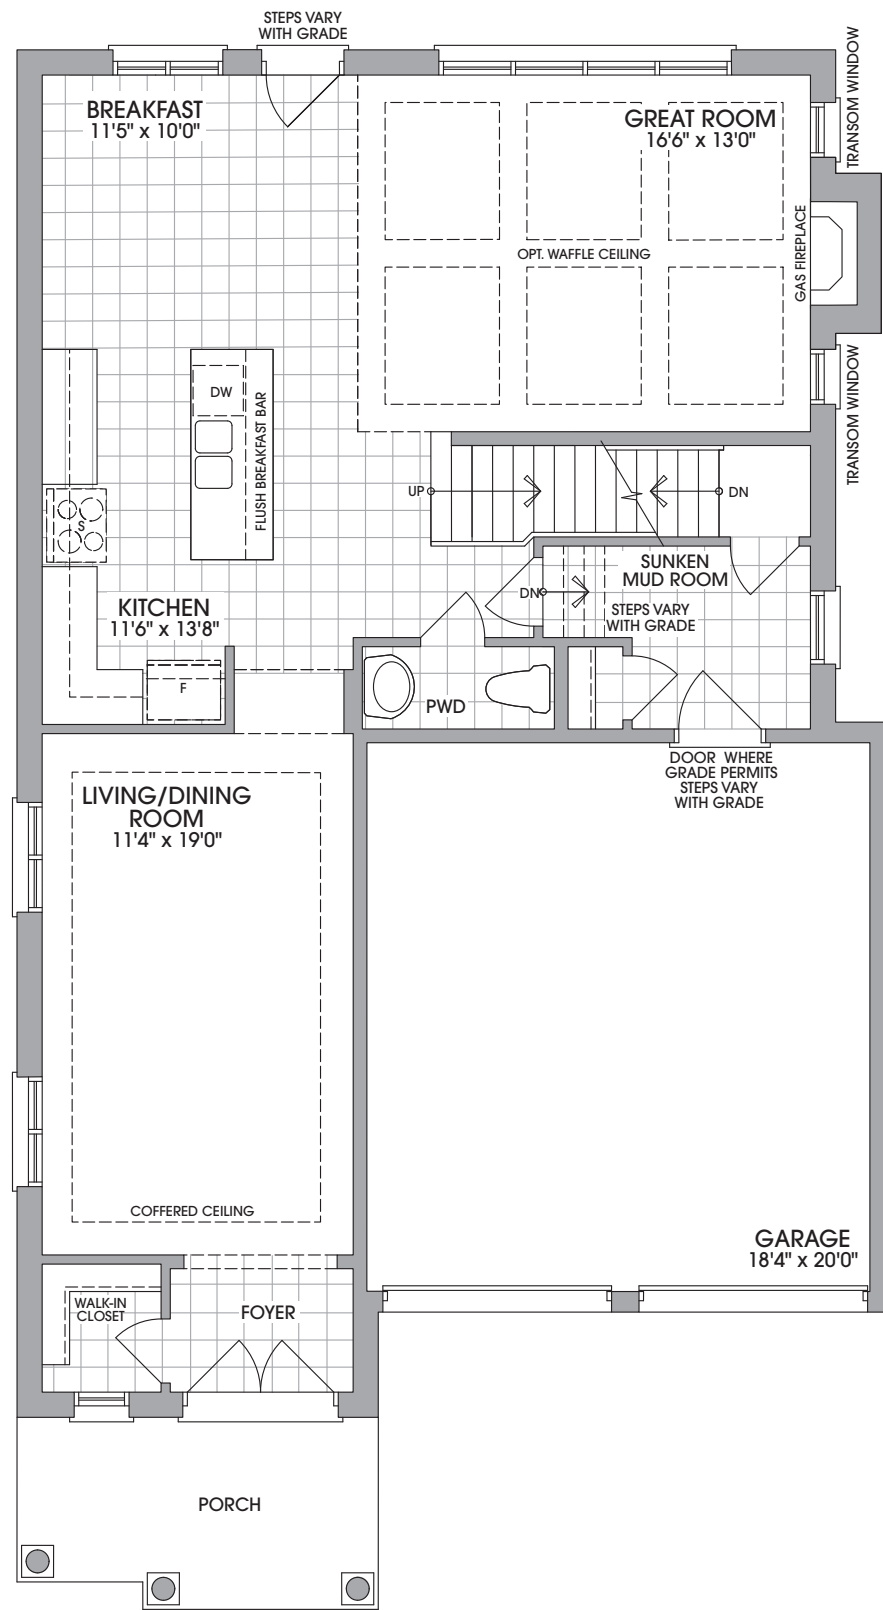 STEPS VARY
WITH GRADE
TRANSOM WINDOW
BREAKFAST
11'5" x 10'0"
GREAT ROOM
16'6" x 13'0"
OPT. WAFFLE CEILING
GAS FIREPLACE
TRANSOM WINDOW
DW
FLUSH BREAKFAST BAR
S
UP
DN
SUNKEN
MUD ROOM
DN
STEPS VARY
WITH GRADE
KITCHEN
11'6" x 13'8"
F
PWD
DOOR WHERE
GRADE PERMITS
STEPS VARY
WITH GRADE
LIVING/DINING
ROOM
11'4" x 19'0"
COFFERED CEILING
GARAGE
18'4" x 20'0"
WALK-IN
CLOSET
FOYER
PORCH